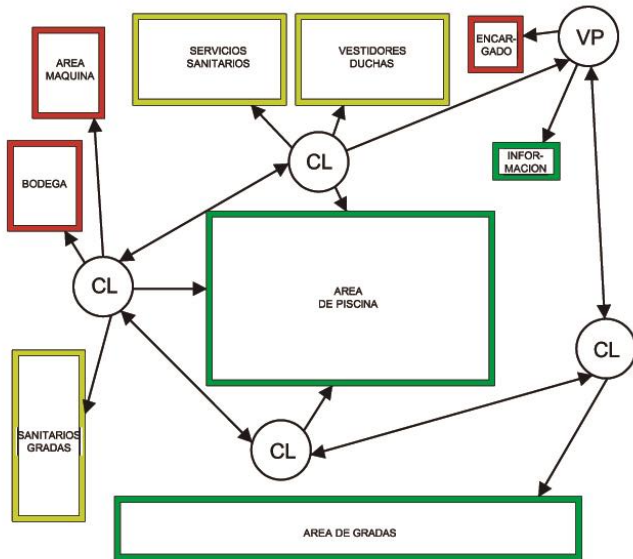 ENCAR-
GADO
VP
AREA
MAQUINA
SERVICIOS
SANITARIOS
VESTIDORES
DUCHAS
INFOR-
MACION
CL
BODEGA
CL
AREA
DE PISCINA
CL
SANITARIOS
GRADAS
CL
AREA DE GRADAS